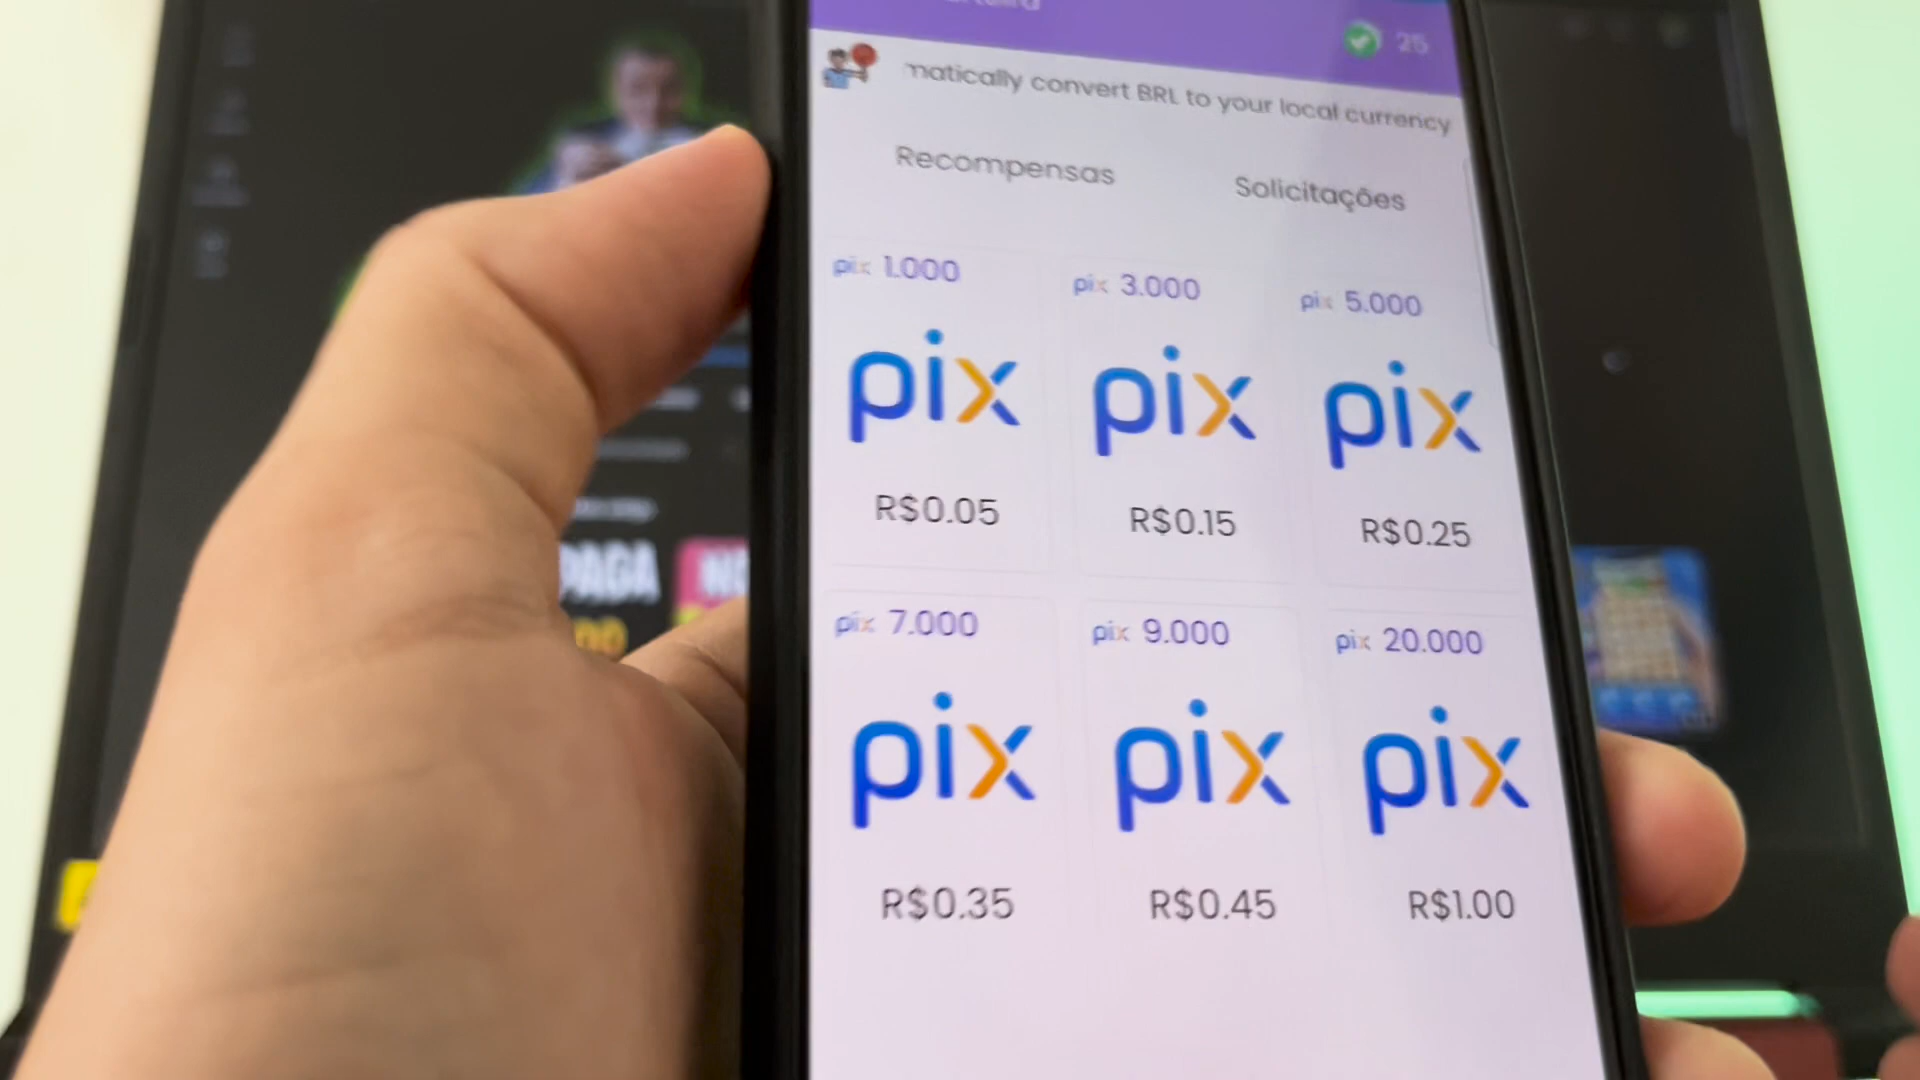 25
matically convert BRL to your local currency
Recompensas Solicitações
pix 1.000 pix 3.000 pix 5.000
pix pix pix
R$0.05 R$0.15 R$0.25
pix 7.000 pix 9.000 pix 20.000
pix pix pix
R$0.35 R$0.45 R$1.00
PAGA